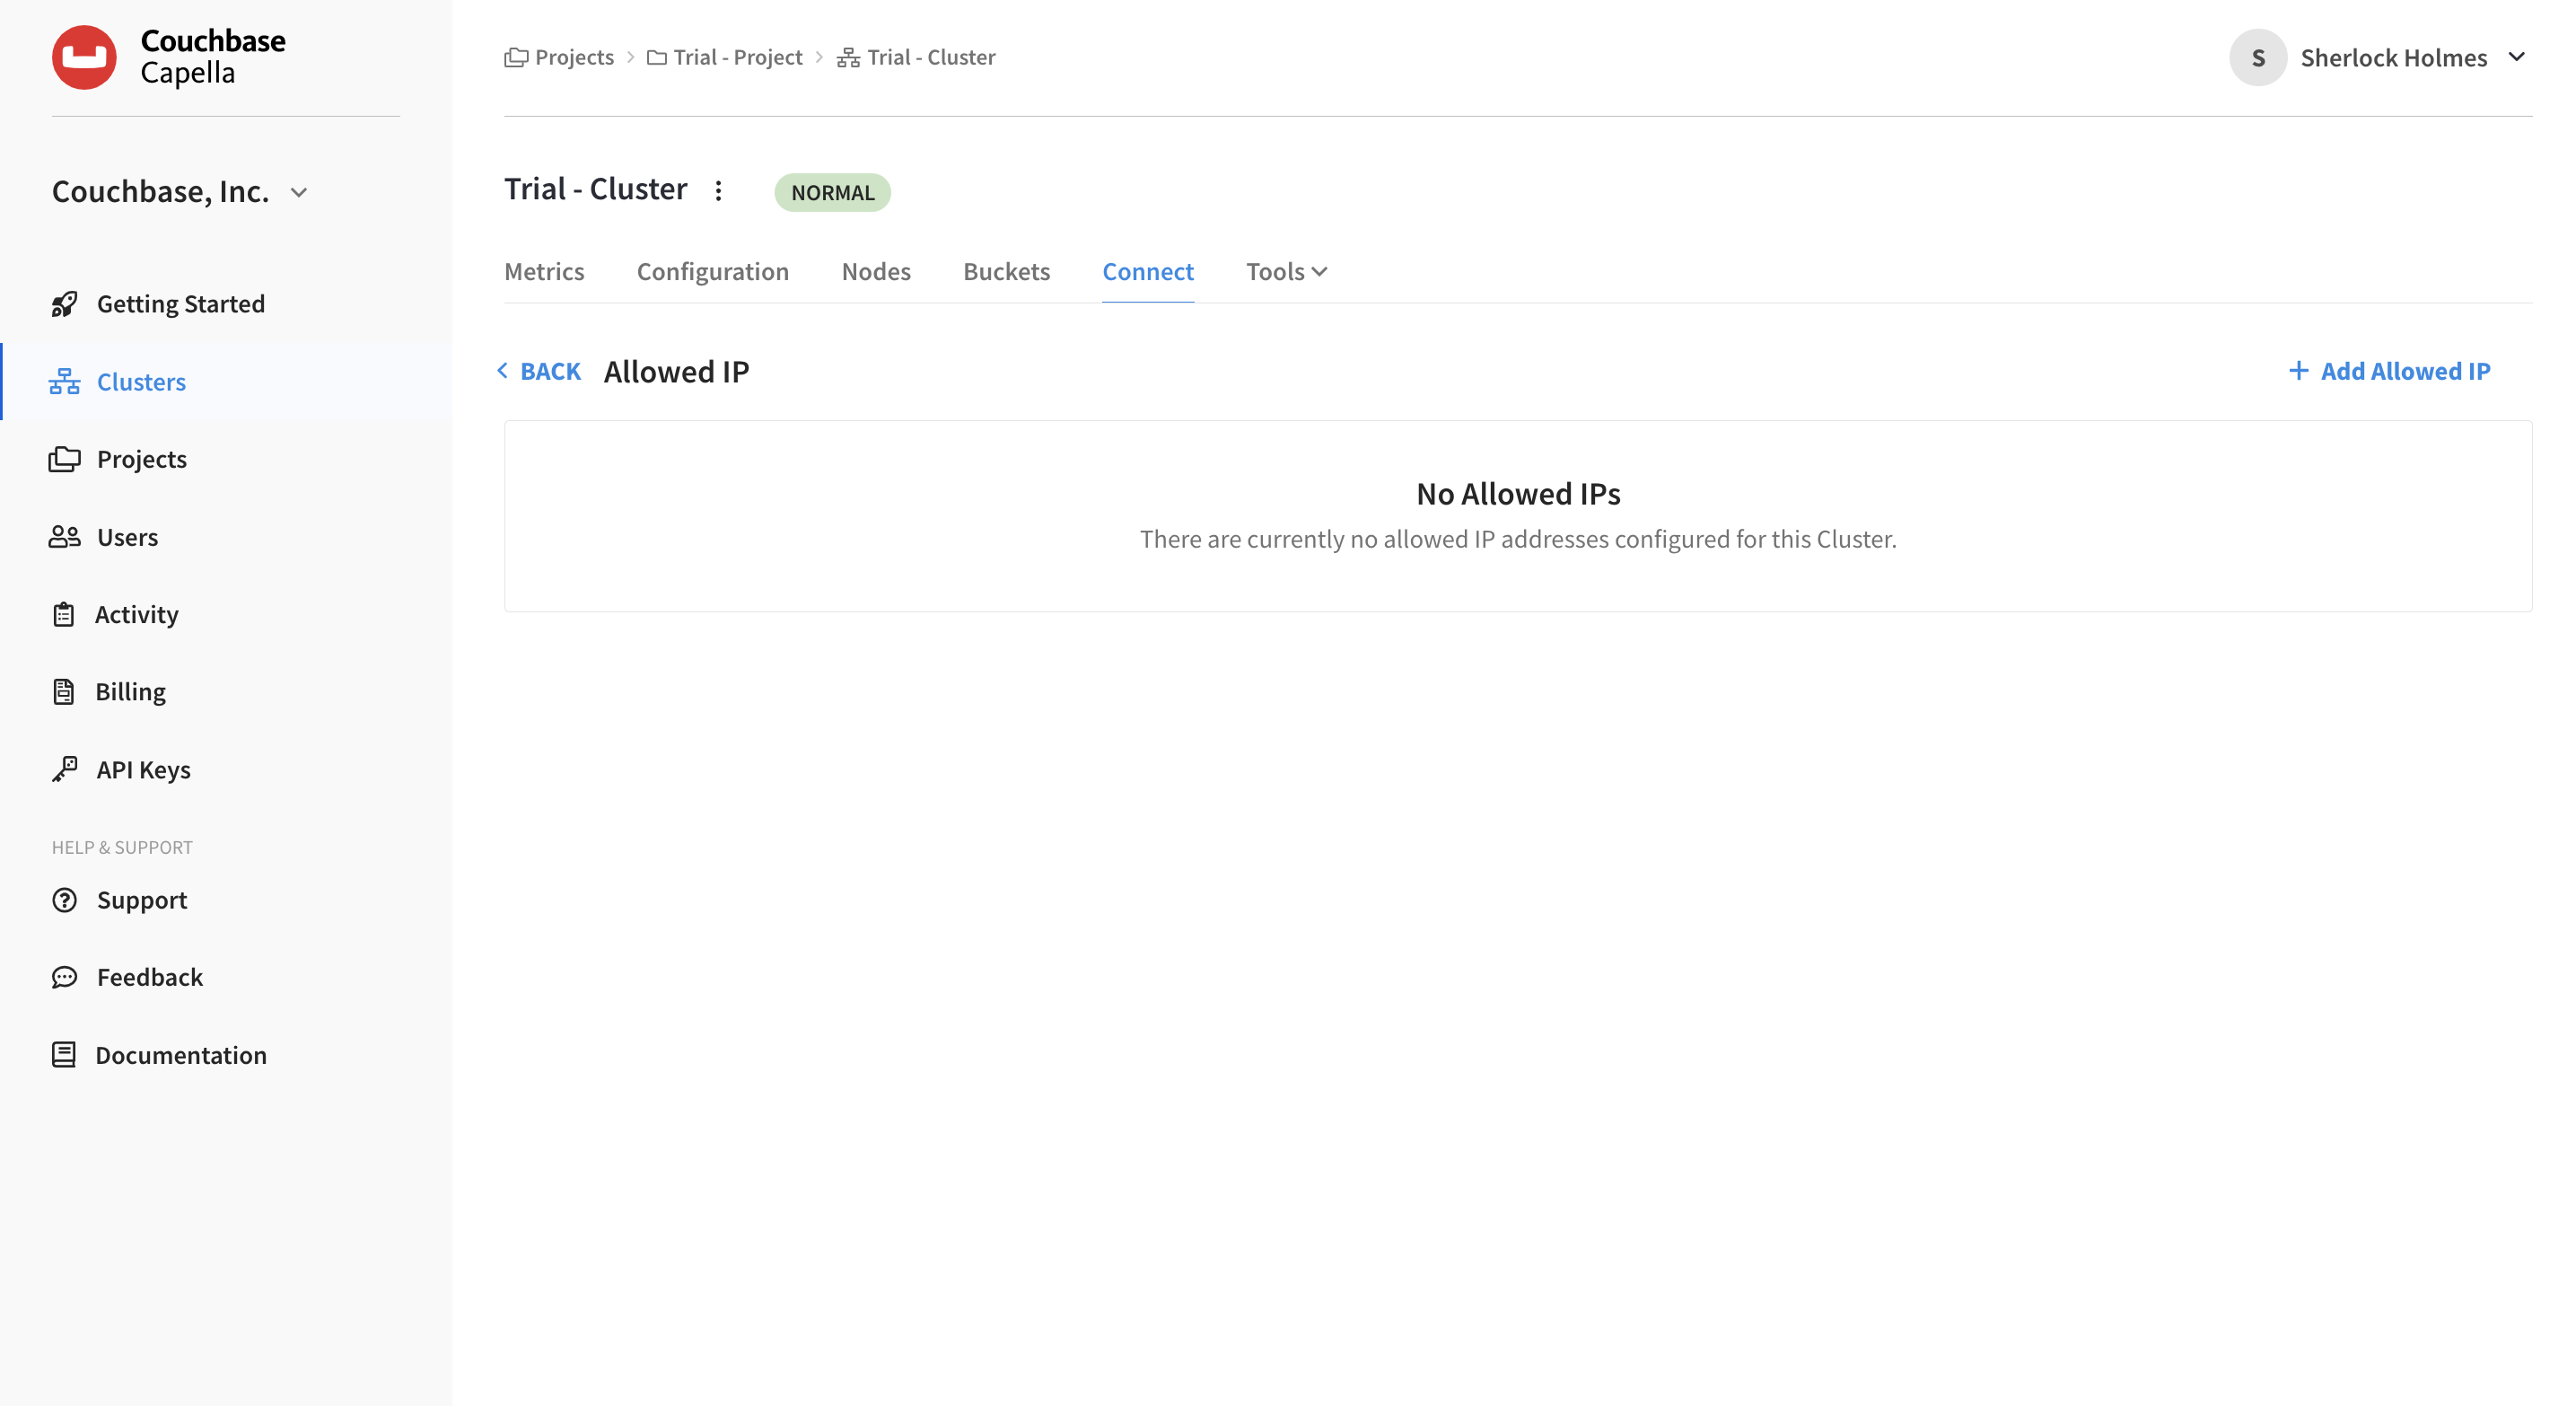 Couchbase
Capella
Couchbase, Inc.
Getting Started
Clusters
Projects
Users
Activity
Billing
API Keys
HELP & SUPPORT
Support
Feedback
Documentation
Projects
Trial - Project
Trial - Cluster
S
Sherlock Holmes
Trial - Cluster
NORMAL
Metrics
Configuration
Nodes
Buckets
Connect
Tools
BACK
Allowed IP
+ Add Allowed IP
No Allowed IPs
There are currently no allowed IP addresses configured for this Cluster.